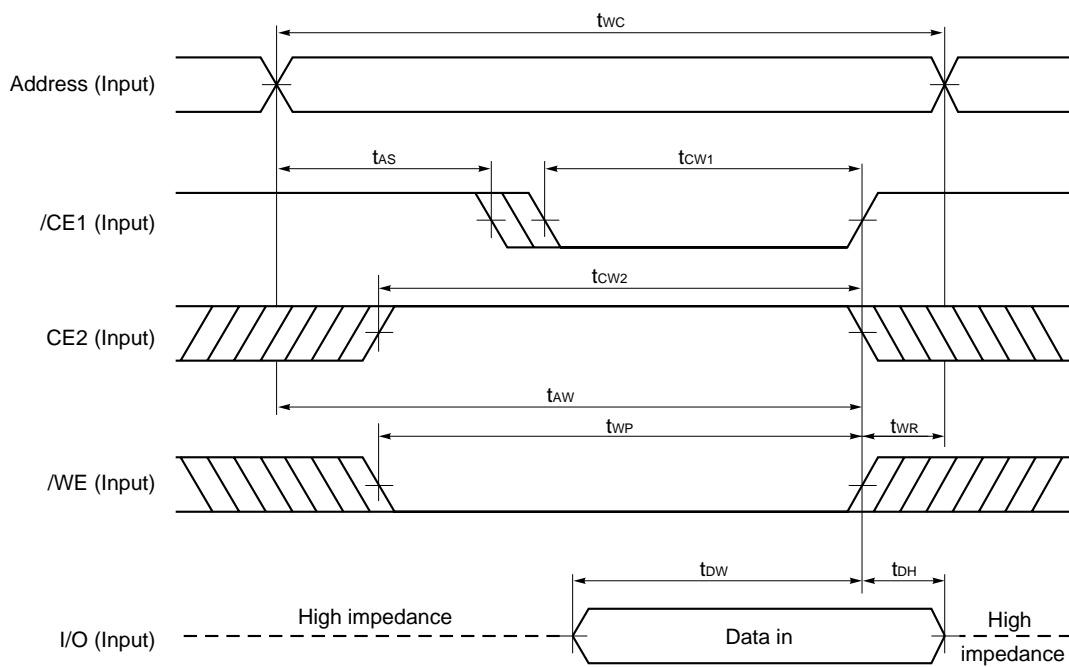 tWC
Address (Input)
tAS
tCW1
/CE1 (Input)
tCW2
CE2 (Input)
tAW
tWP
tWR
/WE (Input)
tDW
tDH
High impedance
I/O (Input)
Data in
High
impedance